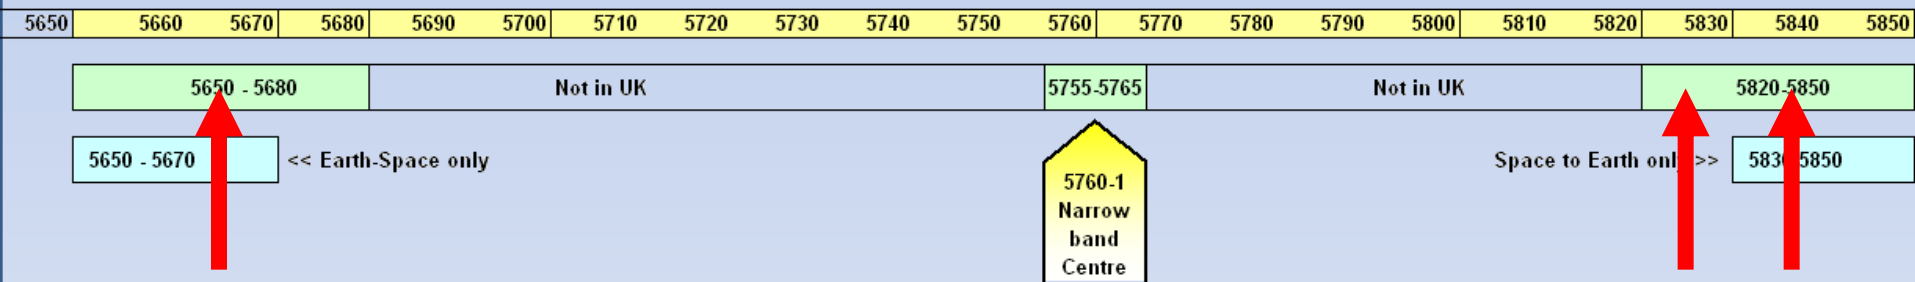 5650 5660 5670 5680 5690 5700 5710 5720 5730 5740 5750 5760 5770 5780 5790 5800 5810 5820 5830 5840 5850
5650 - 5680 Not in UK 5755-5765 Not in UK 5820-5850
5650 - 5670 << Earth-Space only Space to Earth only >> 5830-5850
5760-1
Narrow
band
Centre